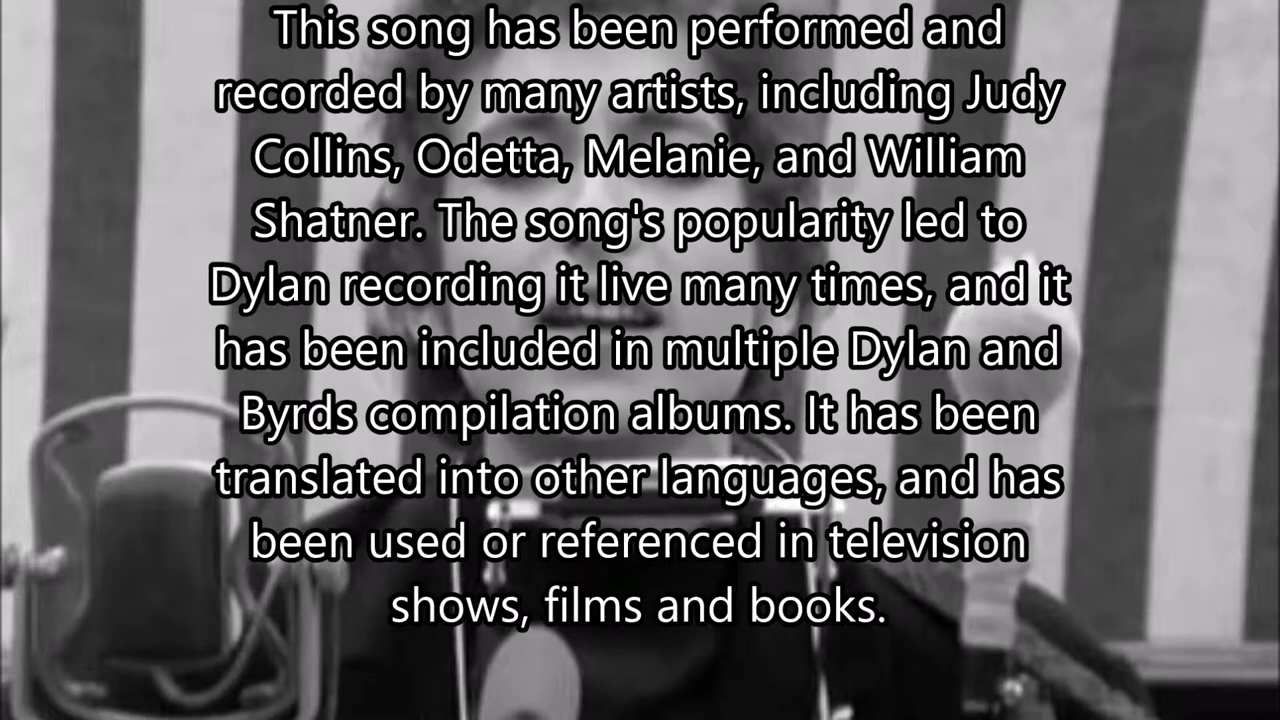 This song has been performed and
recorded by many artists, including Judy
Collins, Odetta, Melanie, and William
Shatner. The song's popularity led to
Dylan recording it live many times, and it
has been included in multiple Dylan and
Byrds compilation albums. It has been
translated into other languages, and has
been used or referenced in television
shows, films and books.